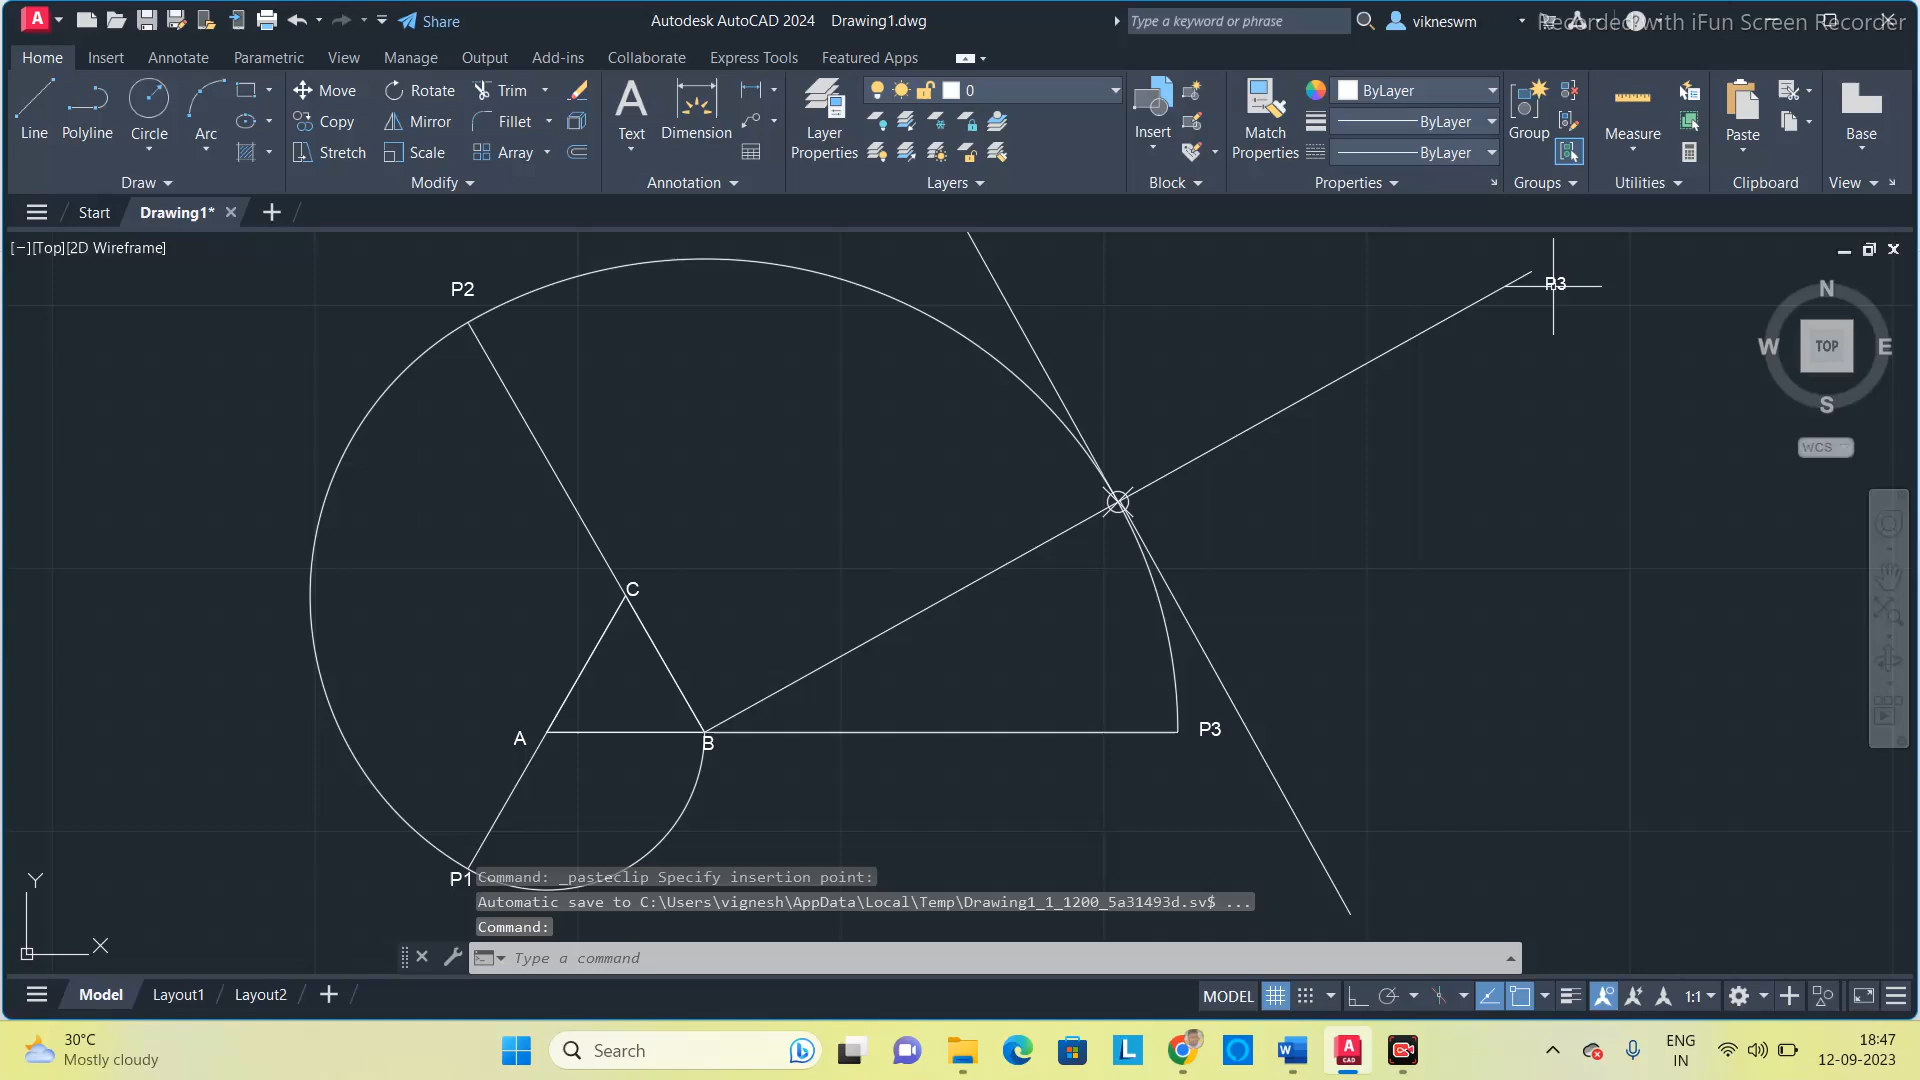 Share
Autodesk AutoCAD 2024 Drawing1.dwg
Type a keyword or phrase
vikneswm
Recorded with iFun Screen Recorder
Home Insert Annotate Parametric View Manage Output Add-ins Collaborate Express Tools Featured Apps
Line Polyline Circle Arc
Move Rotate Trim
Copy Mirror Fillet
Stretch Scale Array
Text Dimension
Layer Properties
0
Insert
Match Properties
ByLayer
ByLayer
ByLayer
Group
Measure
Paste
Base
Draw Modify Annotation Layers Block Properties Groups Utilities Clipboard View
Start Drawing1*
[−][Top][2D Wireframe]
P2
P3
N
W TOP E
S
WCS
C
A
B
P3
P1
Command: _pasteclip Specify insertion point:
Automatic save to C:\Users\vignesh\AppData\Local\Temp\Drawing1_1_1200_5a31493d.sv$ ...
Command:
Type a command
Y
X
Model Layout1 Layout2
MODEL
1:1
30°C
Mostly cloudy
Search
ENG
IN
18:47
12-09-2023